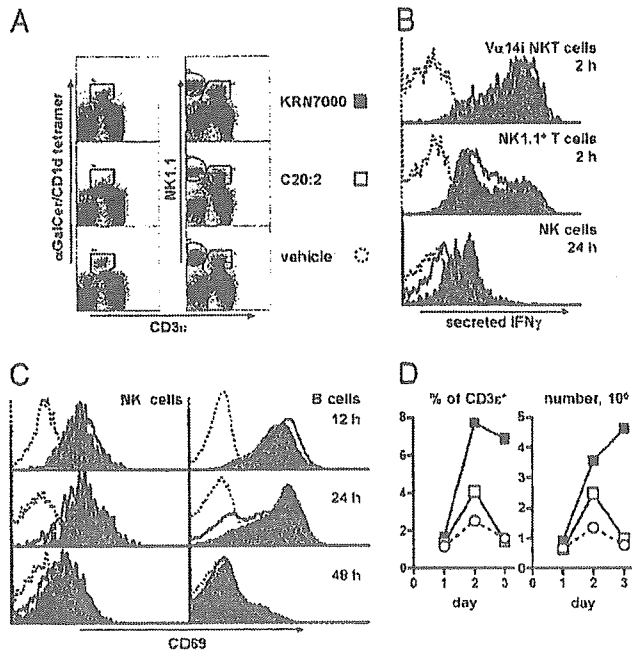 A
αGalCer/CD1d tetramer
NK1.1
CD3ε
KRN7000
C20:2
vehicle
B
Vα14i NKT cells
2 h
NK1.1+ T cells
2 h
NK cells
24 h
secreted IFNγ
C
NK cells
B cells
12 h
24 h
48 h
CD69
D
% of CD3ε+
number, 10⁶
8
6
4
2
0
5
4
3
2
1
0
0 1 2 3
0 1 2 3
day
day